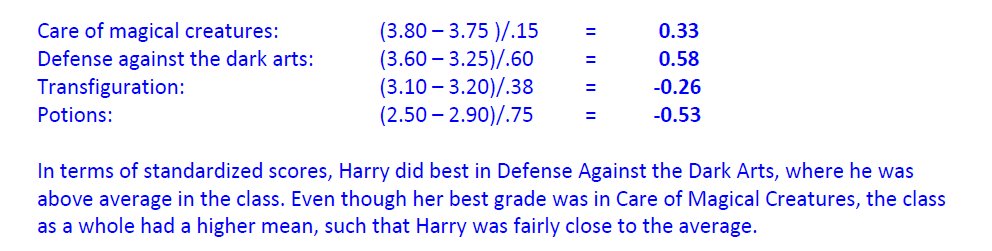 Care of magical creatures: (3.80 – 3.75 )/.15 = 0.33
Defense against the dark arts: (3.60 – 3.25)/.60 = 0.58
Transfiguration: (3.10 – 3.20)/.38 = -0.26
Potions: (2.50 – 2.90)/.75 = -0.53
In terms of standardized scores, Harry did best in Defense Against the Dark Arts, where he was
above average in the class. Even though her best grade was in Care of Magical Creatures, the class
as a whole had a higher mean, such that Harry was fairly close to the average.